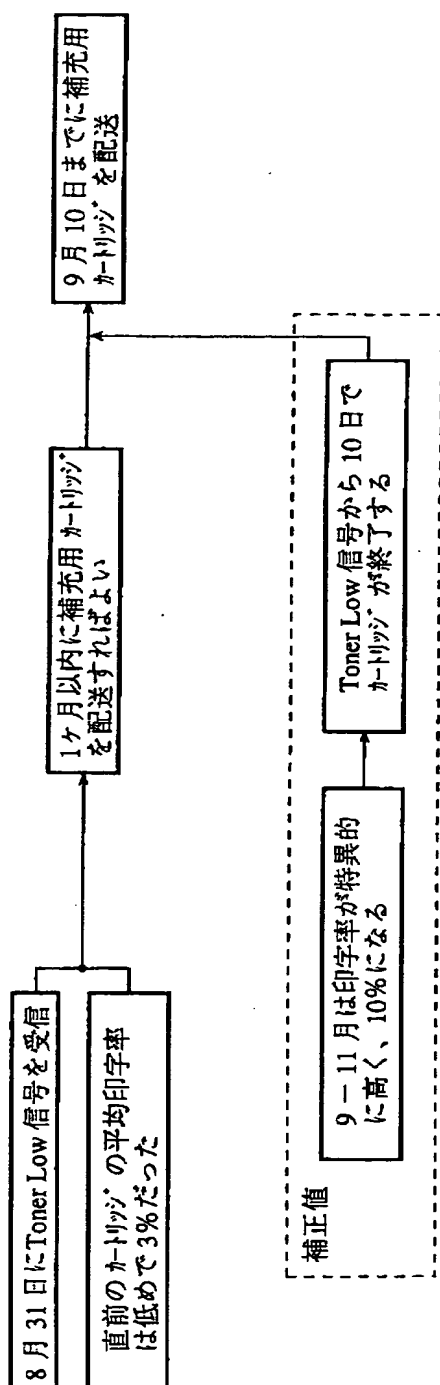 8月31日にToner Low信号を受信
直前のカートリッジの平均印字率
は低めで3%だった
1ヶ月以内に補充用カートリッジ
を配送すればよい
9月10日までに補充用
カートリッジを配送
補正値
9－11月は印字率が特異的
に高く、10%になる
Toner Low信号から10日で
カートリッジが終了する